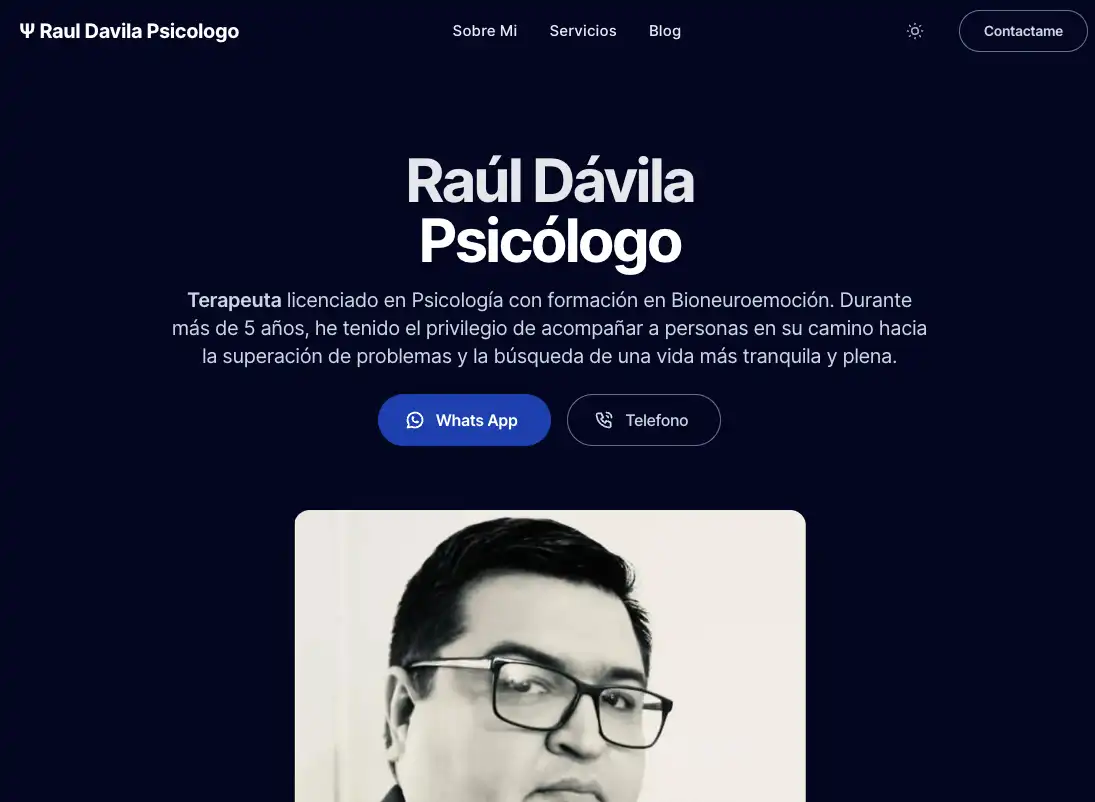 Ψ Raul Davila Psicologo
Sobre Mi
Servicios
Blog
Contactame
Raúl Dávila
Psicólogo
Terapeuta licenciado en Psicología con formación en Bioneuroemoción. Durante
más de 5 años, he tenido el privilegio de acompañar a personas en su camino hacia
la superación de problemas y la búsqueda de una vida más tranquila y plena.
Whats App
Telefono